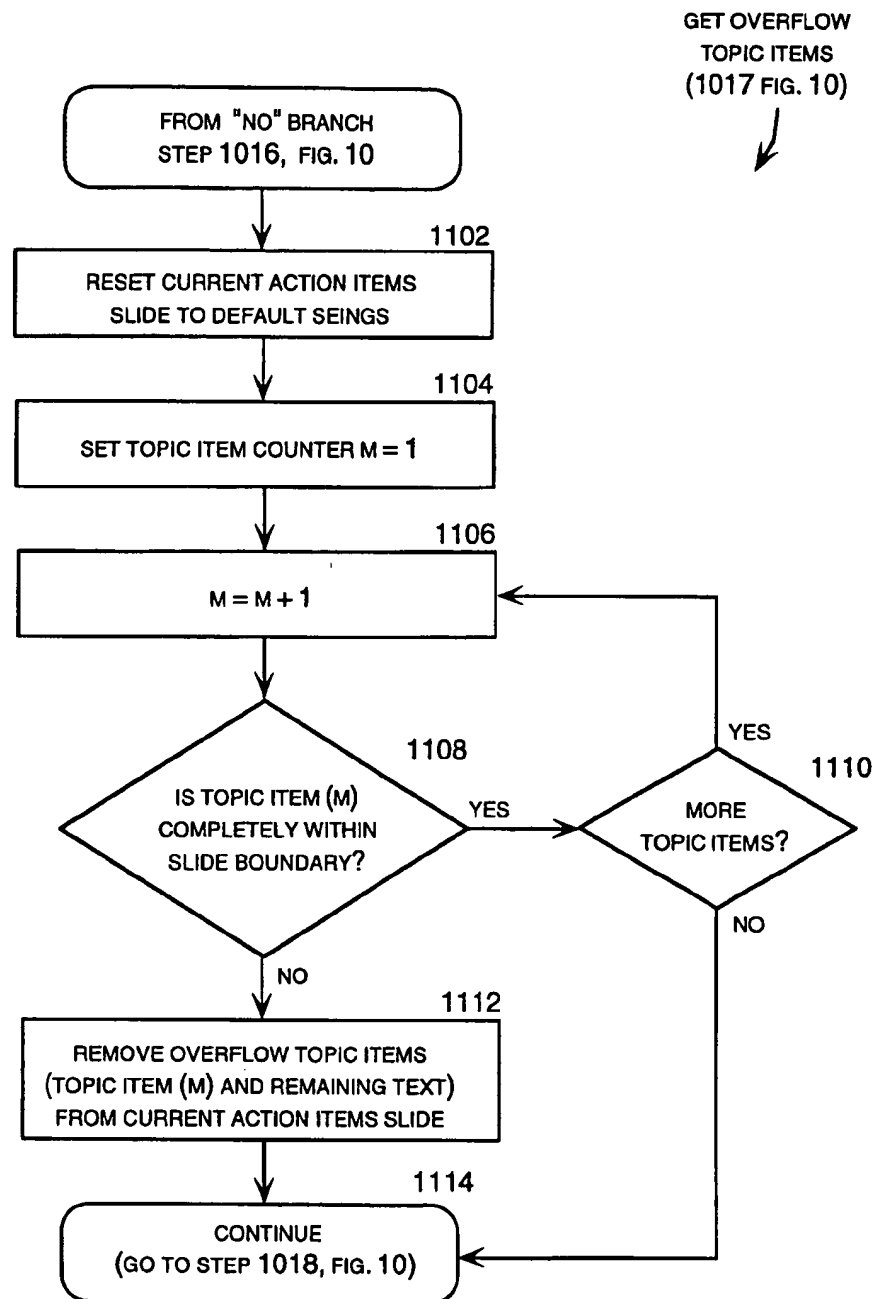 GET OVERFLOW
TOPIC ITEMS
(1017 FIG. 10)
FROM "NO" BRANCH
STEP 1016, FIG. 10
1102
RESET CURRENT ACTION ITEMS
SLIDE TO DEFAULT SEINGS
1104
SET TOPIC ITEM COUNTER M = 1
1106
M = M + 1
1108
IS TOPIC ITEM (M)
COMPLETELY WITHIN
SLIDE BOUNDARY?
YES
YES
1110
MORE
TOPIC ITEMS?
NO
NO
1112
REMOVE OVERFLOW TOPIC ITEMS
(TOPIC ITEM (M) AND REMAINING TEXT)
FROM CURRENT ACTION ITEMS SLIDE
1114
CONTINUE
(GO TO STEP 1018, FIG. 10)